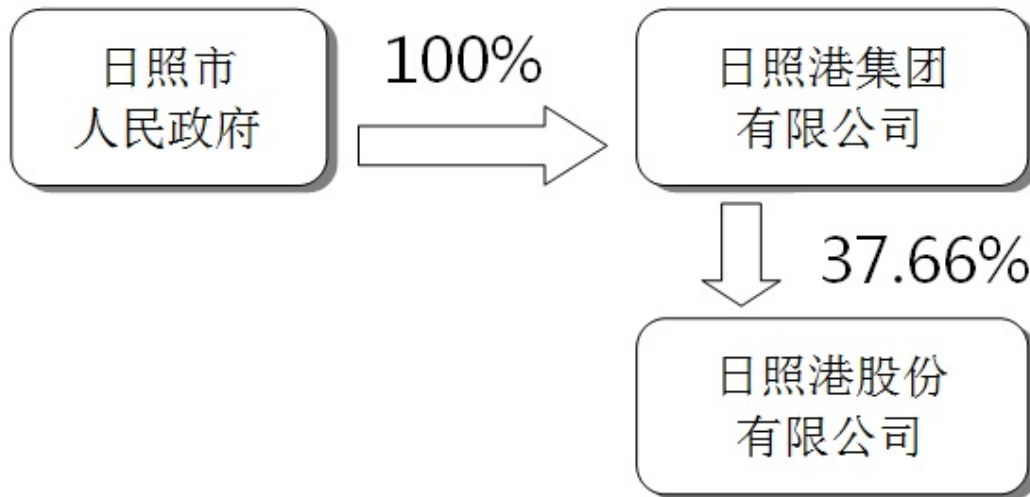 日照市
人民政府
100%
日照港集团
有限公司
37.66%
日照港股份
有限公司